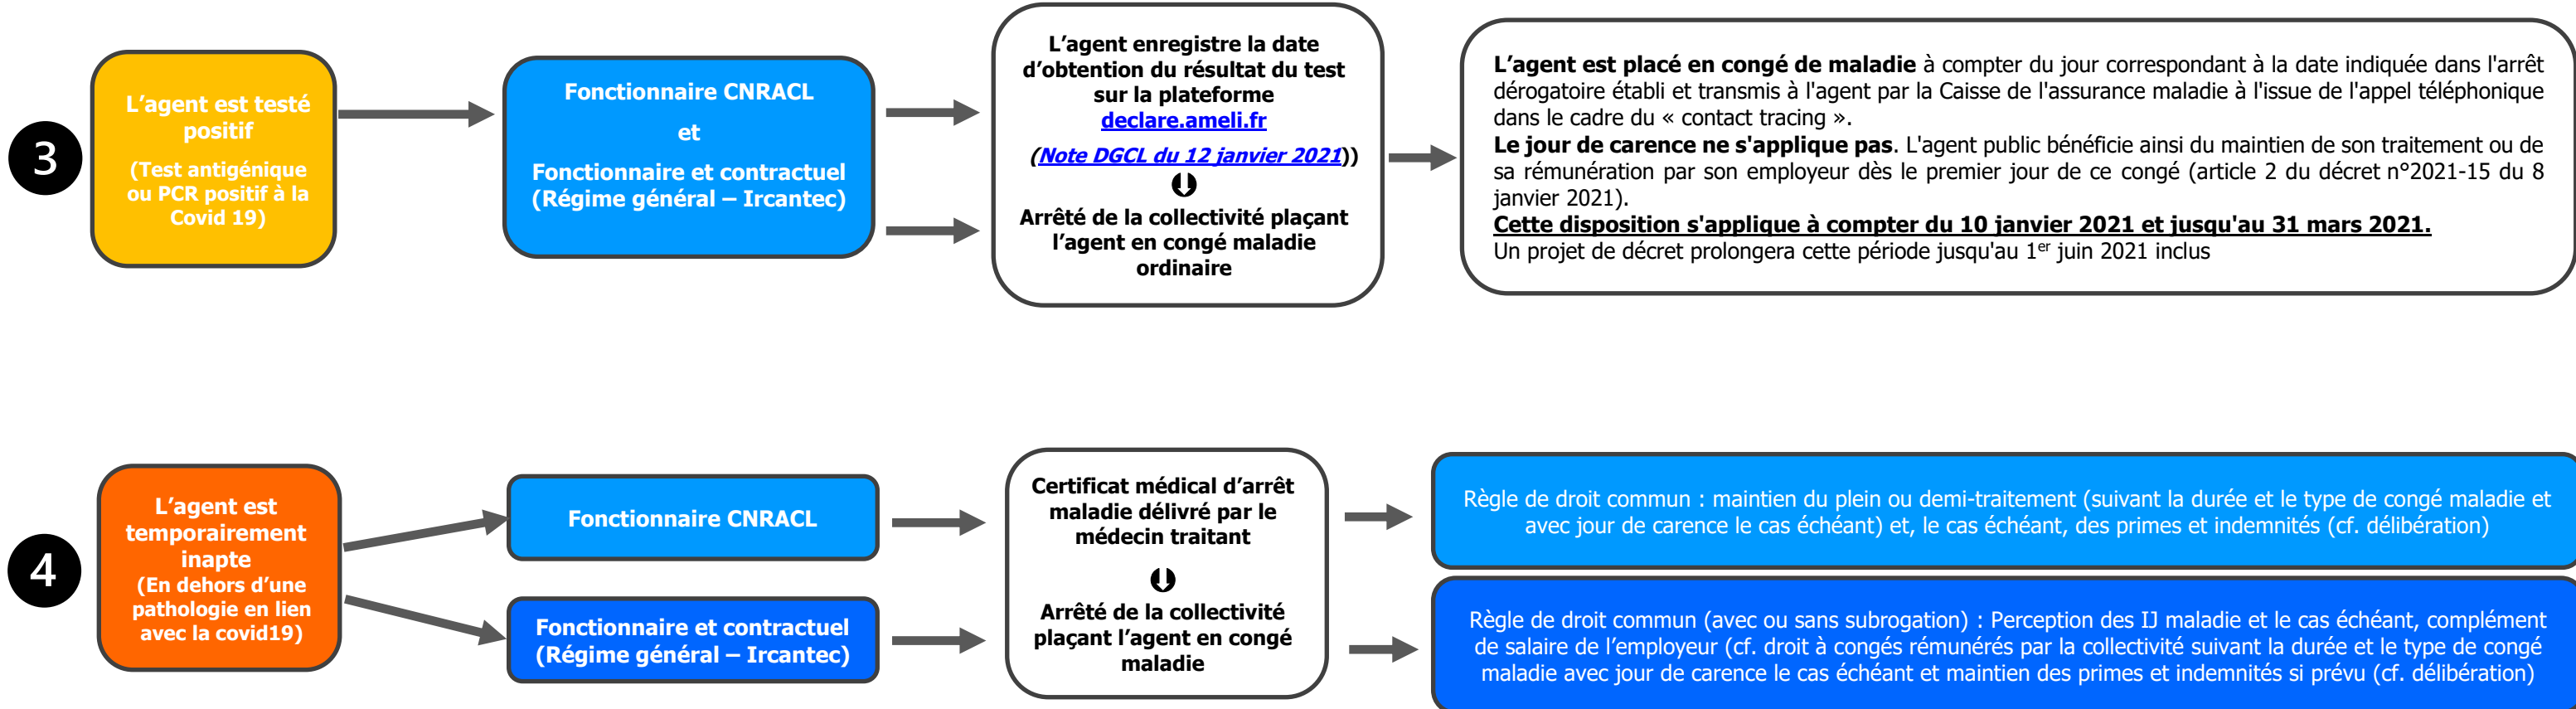 3
L'agent est testé
positif
(Test antigénique
ou PCR positif à la
Covid 19)
Fonctionnaire CNRACL
et
Fonctionnaire et contractuel
(Régime général – Ircantec)
L'agent enregistre la date
d'obtention du résultat du test
sur la plateforme
declare.ameli.fr
(Note DGCL du 12 janvier 2021))
Arrêté de la collectivité plaçant
l'agent en congé maladie
ordinaire
L'agent est placé en congé de maladie à compter du jour correspondant à la date indiquée dans l'arrêt
dérogatoire établi et transmis à l'agent par la Caisse de l'assurance maladie à l'issue de l'appel téléphonique
dans le cadre du « contact tracing ».
Le jour de carence ne s'applique pas. L'agent public bénéficie ainsi du maintien de son traitement ou de
sa rémunération par son employeur dès le premier jour de ce congé (article 2 du décret n°2021-15 du 8
janvier 2021).
Cette disposition s'applique à compter du 10 janvier 2021 et jusqu'au 31 mars 2021.
Un projet de décret prolongera cette période jusqu'au 1er juin 2021 inclus
4
L'agent est
temporairement
inapte
(En dehors d'une
pathologie en lien
avec la covid19)
Fonctionnaire CNRACL
Fonctionnaire et contractuel
(Régime général – Ircantec)
Certificat médical d'arrêt
maladie délivré par le
médecin traitant
Arrêté de la collectivité
plaçant l'agent en congé
maladie
Règle de droit commun : maintien du plein ou demi-traitement (suivant la durée et le type de congé maladie et
avec jour de carence le cas échéant) et, le cas échéant, des primes et indemnités (cf. délibération)
Règle de droit commun (avec ou sans subrogation) : Perception des IJ maladie et le cas échéant, complément
de salaire de l'employeur (cf. droit à congés rémunérés par la collectivité suivant la durée et le type de congé
maladie avec jour de carence le cas échéant et maintien des primes et indemnités si prévu (cf. délibération)